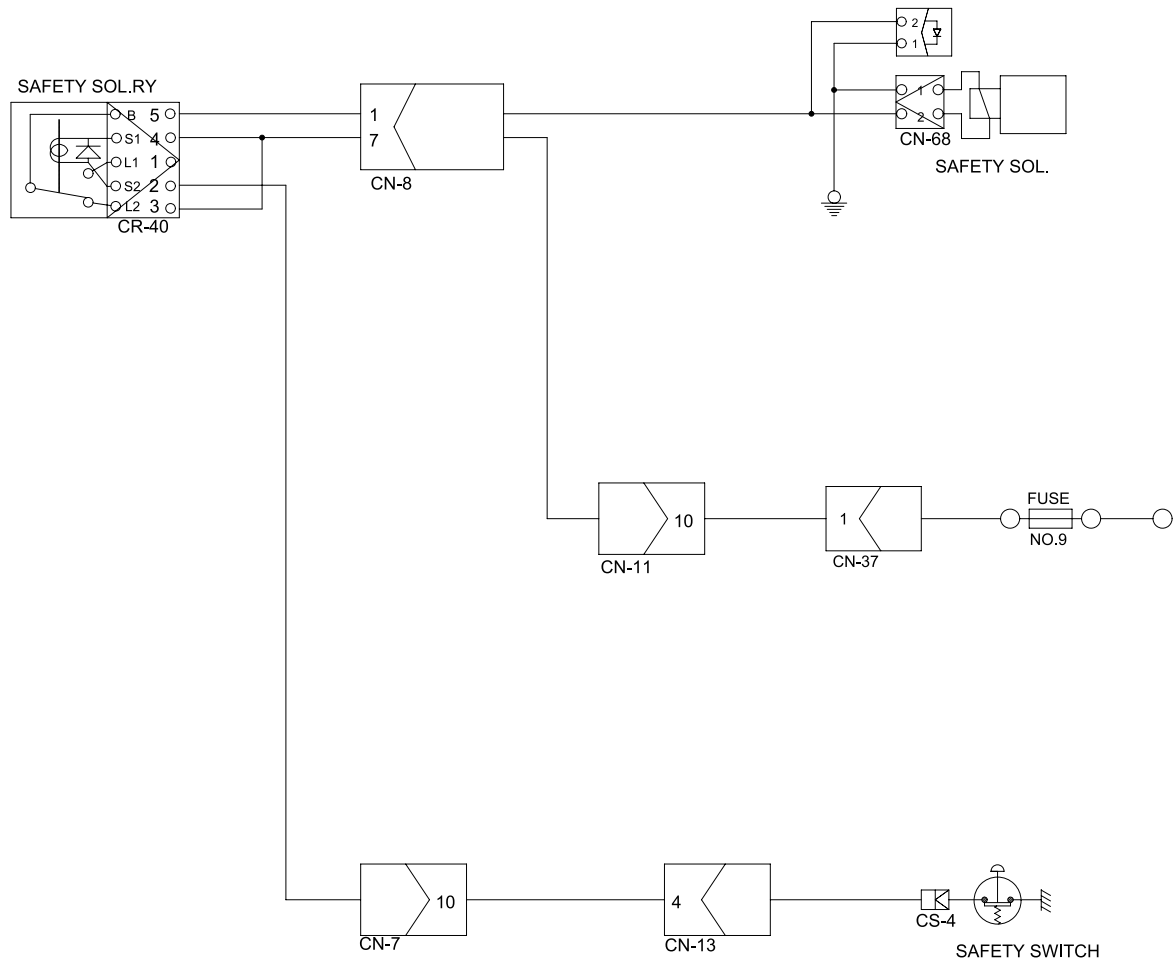 2
1
SAFETY SOL.RY
B 5
S1 4
L1 1
S2 2
L2 3
CR-40
1
7
CN-8
1
2
CN-68
SAFETY SOL.
10
CN-11
1
CN-37
FUSE
NO.9
10
CN-7
4
CN-13
CS-4
SAFETY SWITCH